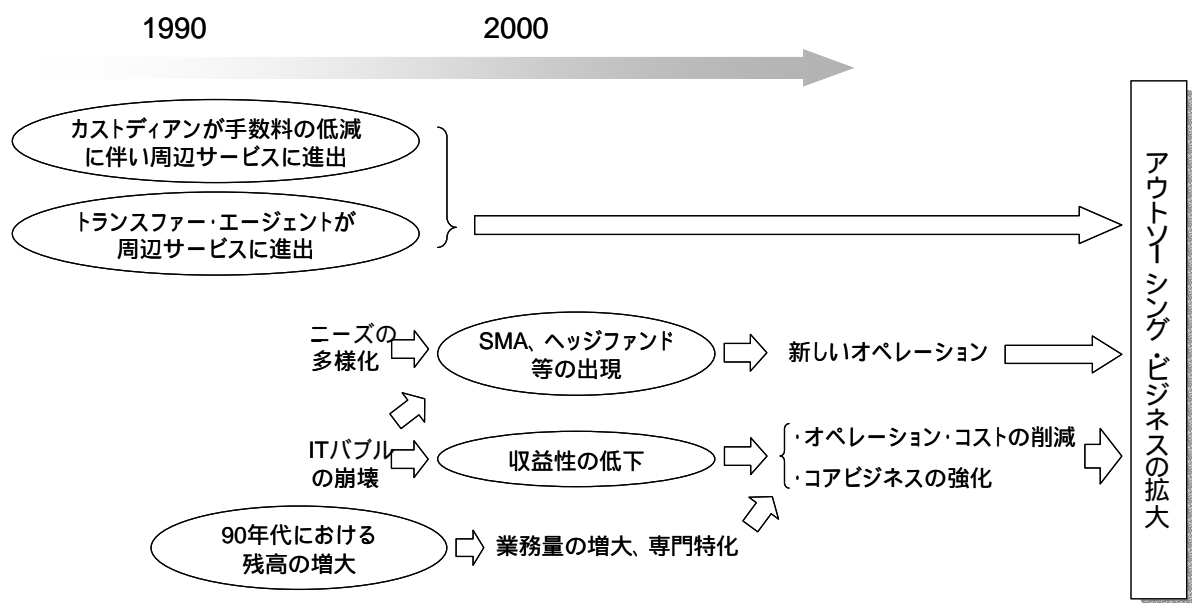 1990
2000
カストディアンが手数料の低減
に伴い周辺サービスに進出
トランスファー・エージェントが
周辺サービスに進出
ニーズの
多様化
SMA、ヘッジファンド
等の出現
新しいオペレーション
ITバブル
の崩壊
収益性の低下
・オペレーション・コストの削減
・コアビジネスの強化
90年代における
残高の増大
業務量の増大、専門特化
アウトソーシング・ビジネスの拡大